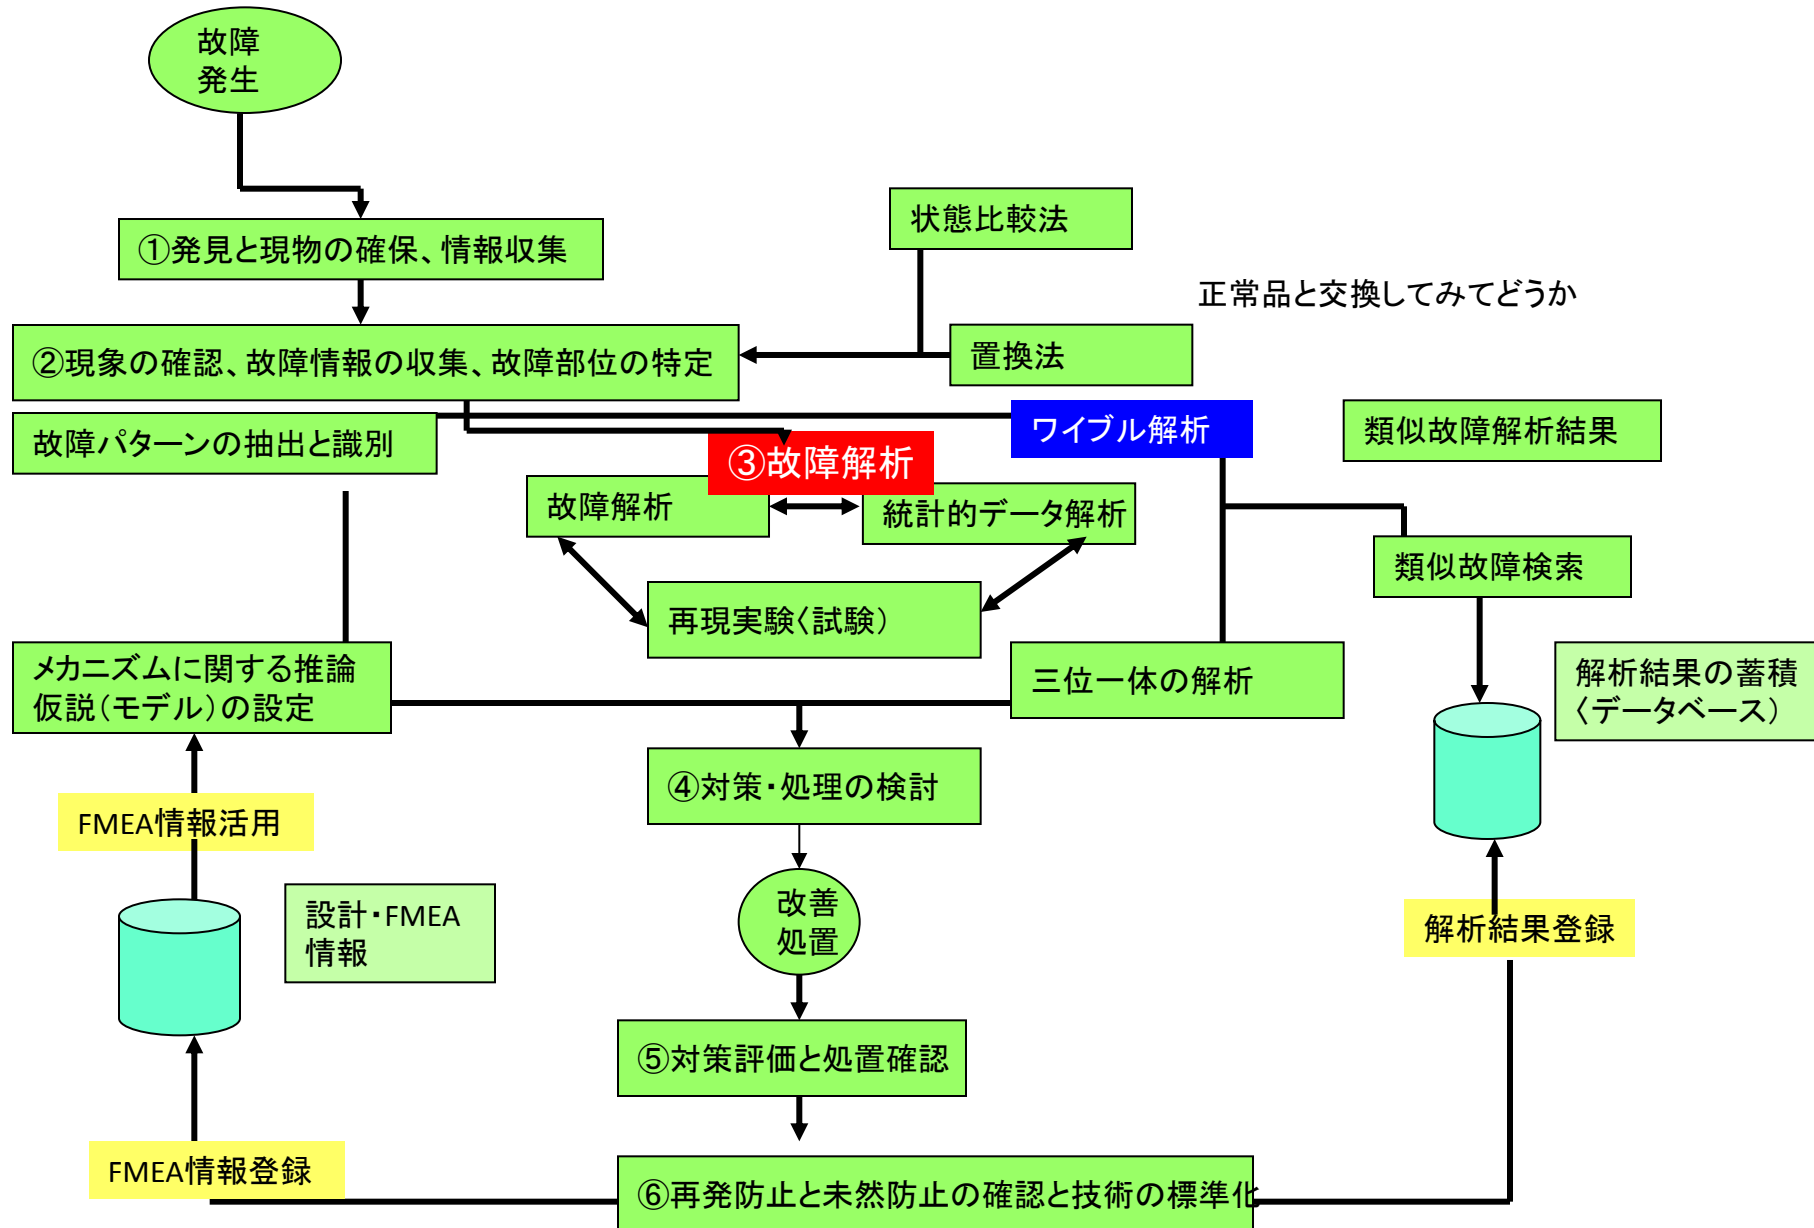 故障
発生
①発見と現物の確保、情報収集
状態比較法
正常品と交換してみてどうか
②現象の確認、故障情報の収集、故障部位の特定
置換法
故障パターンの抽出と識別
ワイブル解析
類似故障解析結果
③故障解析
故障解析
統計的データ解析
類似故障検索
再現実験〈試験）
メカニズムに関する推論
仮説（モデル）の設定
三位一体の解析
解析結果の蓄積
〈データベース）
④対策・処理の検討
FMEA情報活用
設計・FMEA
情報
改善
処置
解析結果登録
⑤対策評価と処置確認
FMEA情報登録
⑥再発防止と未然防止の確認と技術の標準化